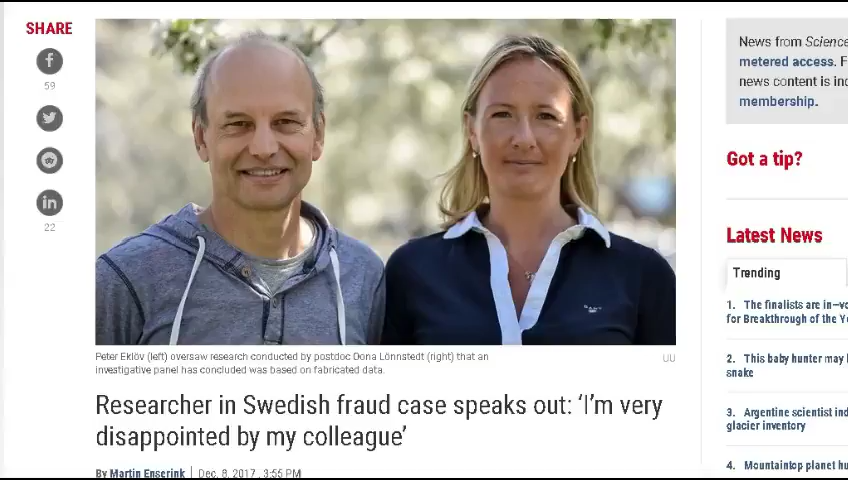 SHARE
59
22
in
Peter Eklöv (left) oversaw research conducted by postdoc Oona Lönnstedt (right) that an
investigative panel has concluded was based on fabricated data.
UU
Researcher in Swedish fraud case speaks out: ‘I’m very
disappointed by my colleague’
By Martin Enserink | Dec. 8, 2017 , 3:55 PM
News from Science
metered access. F
news content is inc
membership.
Got a tip?
Latest News
Trending
1. The finalists are in—vo
for Breakthrough of the Y
2. This baby hunter may
snake
3. Argentine scientist ind
glacier inventory
4. Mountaintop planet hu